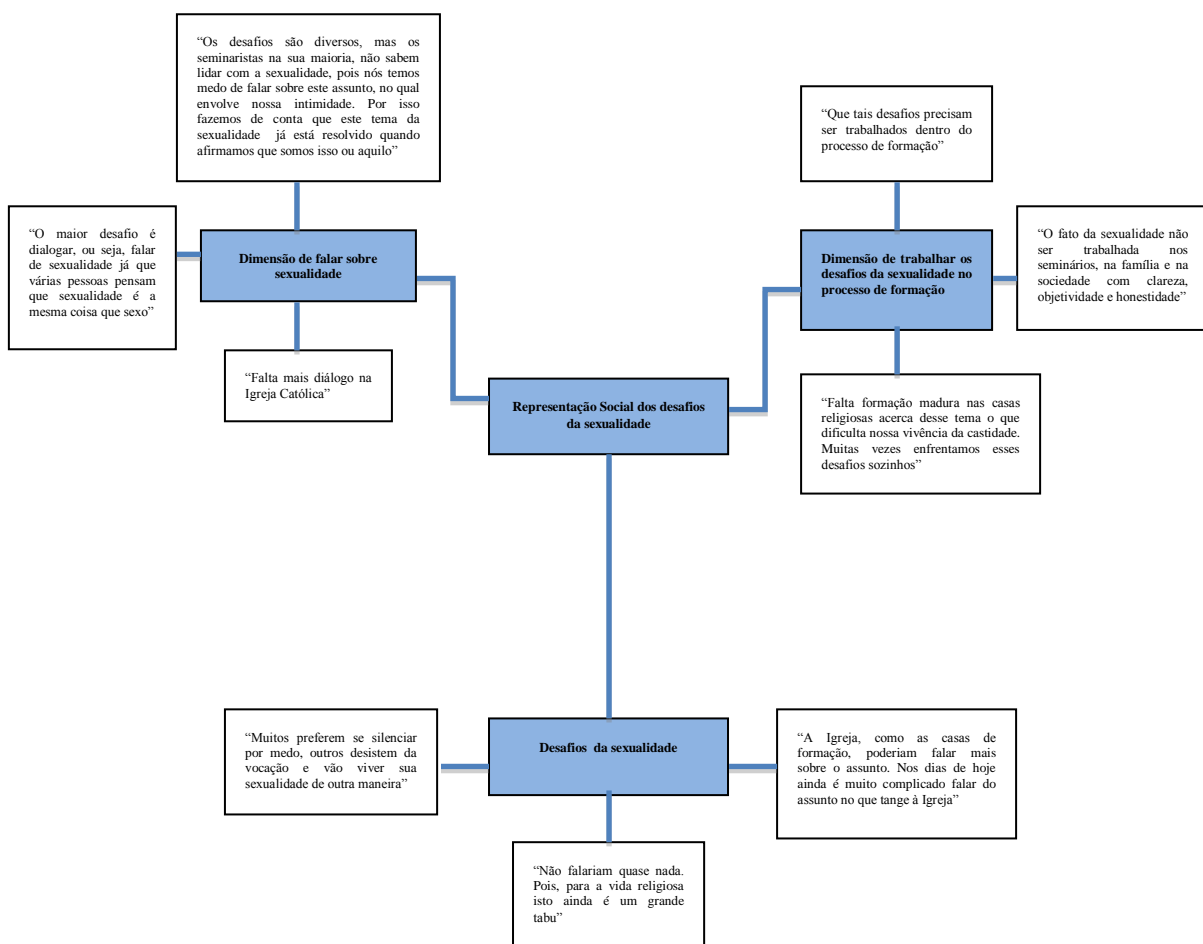 “Os desafios são diversos, mas os
seminaristas na sua maioria, não sabem
lidar com a sexualidade, pois nós temos
medo de falar sobre este assunto, no qual
envolve nossa intimidade. Por isso
fazemos de conta que este tema da
sexualidade já está resolvido quando
afirmamos que somos isso ou aquilo”
“Que tais desafios precisam
ser trabalhados dentro do
processo de formação”
“O maior desafio é
dialogar, ou seja, falar
de sexualidade já que
várias pessoas pensam
que sexualidade é a
mesma coisa que sexo”
Dimensão de falar sobre
sexualidade
Dimensão de trabalhar os
desafios da sexualidade no
processo de formação
“O fato da sexualidade não
ser trabalhada nos
seminários, na família e na
sociedade com clareza,
objetividade e honestidade”
“Falta mais diálogo na
Igreja Católica”
Representação Social dos desafios
da sexualidade
“Falta formação madura nas casas
religiosas acerca desse tema o que
dificulta nossa vivência da castidade.
Muitas vezes enfrentamos esses
desafios sozinhos”
“Muitos preferem se silenciar
por medo, outros desistem da
vocação e vão viver sua
sexualidade de outra maneira”
Desafios da sexualidade
“A Igreja, como as casas de
formação, poderiam falar mais
sobre o assunto. Nos dias de hoje
ainda é muito complicado falar do
assunto no que tange à Igreja”
“Não falariam quase nada.
Pois, para a vida religiosa
isto ainda é um grande
tabu”